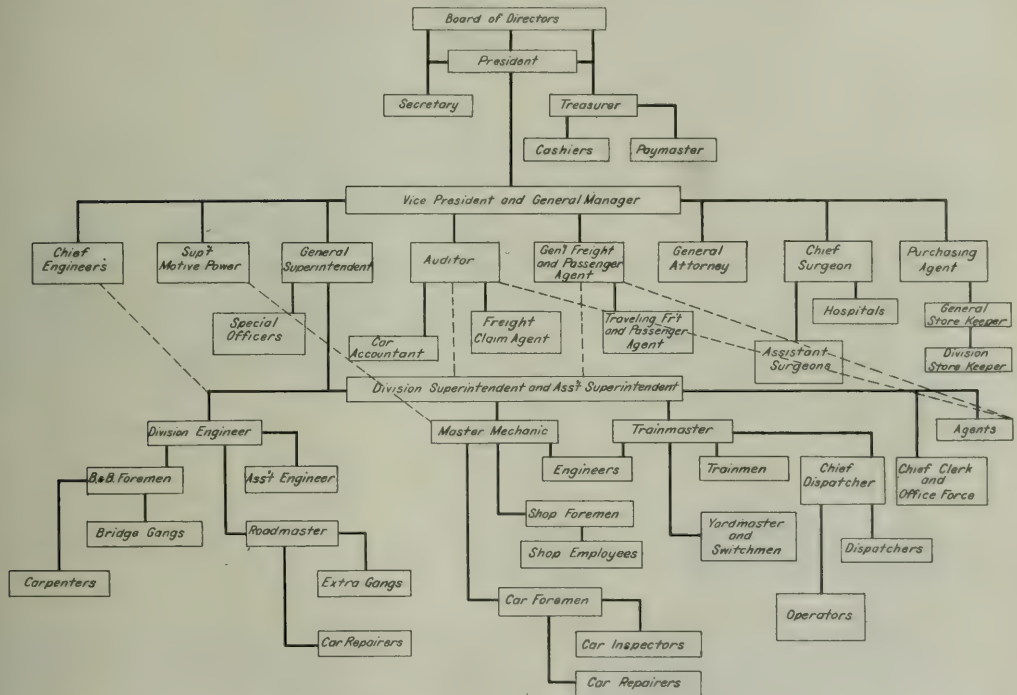 Board of Directors
President
Secretary
Treasurer
Cashiers
Paymaster
Vice President and General Manager
Chief
Engineers
Sup't
Motive Power
General
Superintendent
Auditor
Gen'l Freight
and Passenger
Agent
General
Attorney
Chief
Surgeon
Purchasing
Agent
Special
Officers
Car
Accountant
Freight
Claim Agent
Traveling Fr't
and Passenger
Agent
Assistant
Surgeons
Hospitals
General
Store Keeper
Division
Store Keeper
Division Superintendent and Ass't Superintendent
Division Engineer
Master Mechanic
Trainmaster
Agents
B.&B. Foremen
Ass't Engineer
Engineers
Trainmen
Chief
Dispatcher
Chief Clerk
and
Office Force
Bridge Gangs
Roadmaster
Shop Foremen
Yardmaster
and
Switchmen
Dispatchers
Shop Employees
Carpenters
Extra Gangs
Car Foremen
Operators
Car Repairers
Car Inspectors
Car Repairers